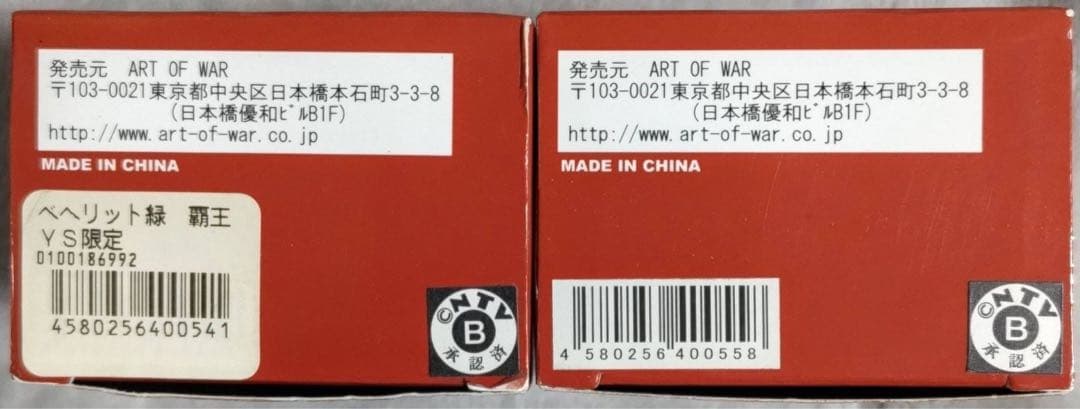 発売元　ART OF WAR
〒103-0021東京都中央区日本橋本石町3-3-8
(日本橋優和ﾋﾞﾙB1F)
http://www.art-of-war.co.jp
MADE IN CHINA
ベヘリット緑　覇王
ＹＳ限定
0100186992
4580256400541
©NTV
B
承認済
発売元　ART OF WAR
〒103-0021東京都中央区日本橋本石町3-3-8
(日本橋優和ﾋﾞﾙB1F)
http://www.art-of-war.co.jp
MADE IN CHINA
4 580256 400558
©NTV
B
承認済